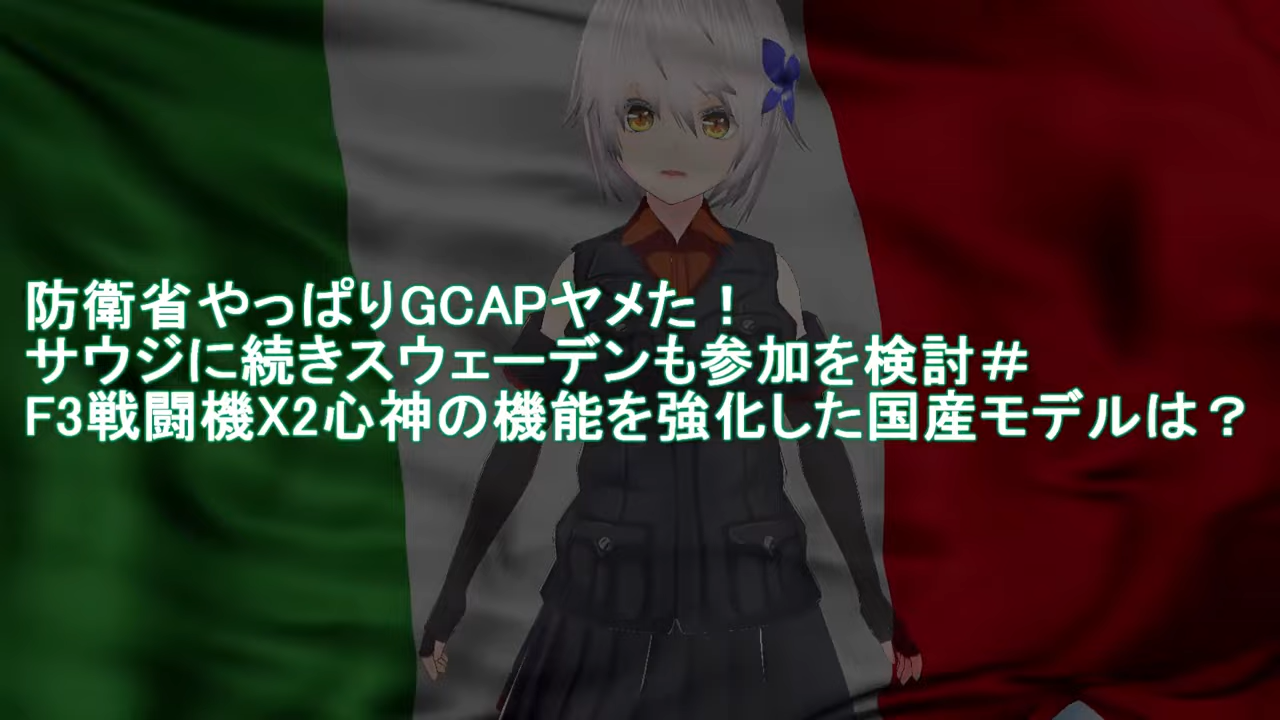 防衛省やっぱりGCAPヤメた！
サウジに続きスウェーデンも参加を検討＃
F3戦闘機X2心神の機能を強化した国産モデルは？